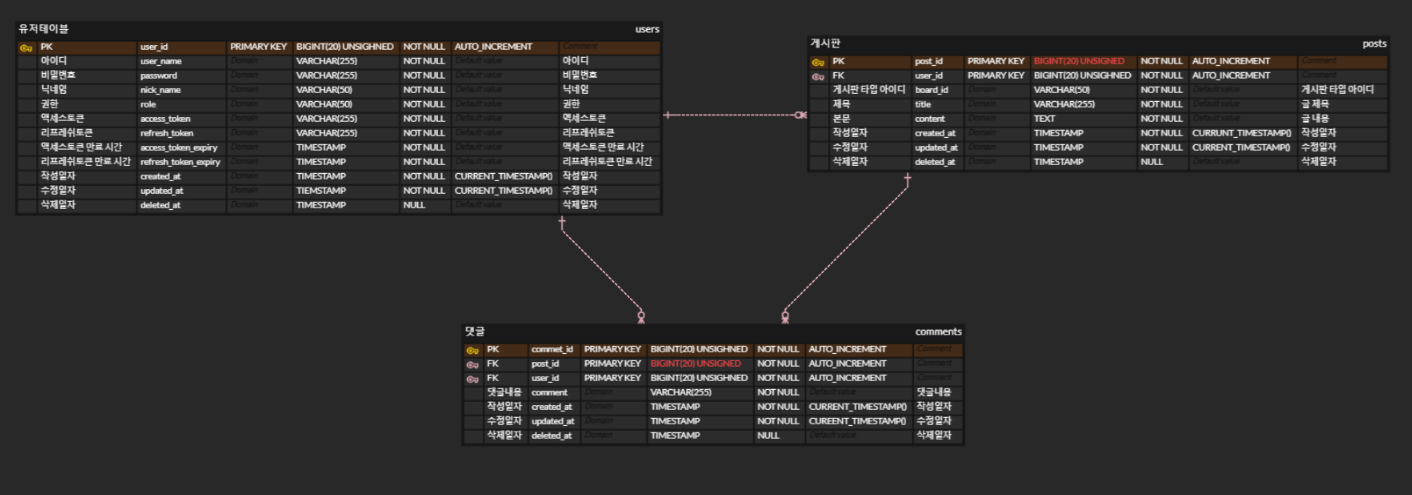 유저테이블 users
PK user_id PRIMARY KEY BIGINT(20) UNSIGHNED NOT NULL AUTO_INCREMENT Comment
아이디 user_name Domain VARCHAR(255) NOT NULL Default value 아이디
비밀번호 password Domain VARCHAR(255) NOT NULL Default value 비밀번호
닉네임 nick_name Domain VARCHAR(50) NOT NULL Default value 닉네임
권한 role Domain VARCHAR(50) NOT NULL Default value 권한
액세스토큰 access_token Domain VARCHAR(255) NOT NULL Default value 액세스토큰
리프레쉬토큰 refresh_token Domain VARCHAR(255) NOT NULL Default value 리프레쉬토큰
액세스토큰 만료 시간 access_token_expiry Domain TIMESTAMP NOT NULL Default value 액세스토큰 만료 시간
리프레쉬토큰 만료 시간 refresh_token_expiry Domain TIMESTAMP NOT NULL Default value 리프레쉬토큰 만료 시간
작성일자 created_at Domain TIMESTAMP NOT NULL CURRENT_TIMESTAMP() 작성일자
수정일자 updated_at Domain TIEMSTAMP NOT NULL CURRENT_TIMESTAMP() 수정일자
삭제일자 deleted_at Domain TIMESTAMP NULL Default value 삭제일자
게시판 posts
PK post_id PRIMARY KEY BIGINT(20) UNSIGNED NOT NULL AUTO_INCREMENT Comment
FK user_id PRIMARY KEY BIGINT(20) UNSIGHNED NOT NULL AUTO_INCREMENT Comment
게시판 타입 아이디 board_id Domain VARCHAR(50) NOT NULL Default value 게시판 타입 아이디
제목 title Domain VARCHAR(255) NOT NULL Default value 글 제목
본문 content Domain TEXT NOT NULL Default value 글 내용
작성일자 created_at Domain TIMESTAMP NOT NULL CURRUNT_TIMESTAMP() 작성일자
수정일자 updated_at Domain TIMESTAMP NOT NULL CURRENT_TIMESTAMP() 수정일자
삭제일자 deleted_at Domain TIMESTAMP NULL Default value 삭제일자
댓글 comments
PK commet_id PRIMARY KEY BIGINT(20) UNSIGHNED NOT NULL AUTO_INCREMENT Comment
FK post_id PRIMARY KEY BIGINT(20) UNSIGNED NOT NULL AUTO_INCREMENT Comment
FK user_id PRIMARY KEY BIGINT(20) UNSIGHNED NOT NULL AUTO_INCREMENT Comment
댓글내용 comment Domain VARCHAR(255) NOT NULL Default value 댓글내용
작성일자 created_at Domain TIMESTAMP NOT NULL CURRENT_TIMESTAMP() 작성일자
수정일자 updated_at Domain TIMESTAMP NOT NULL CUREENT_TIMESTAMP() 수정일자
삭제일자 deleted_at Domain TIMESTAMP NULL Default value 삭제일자